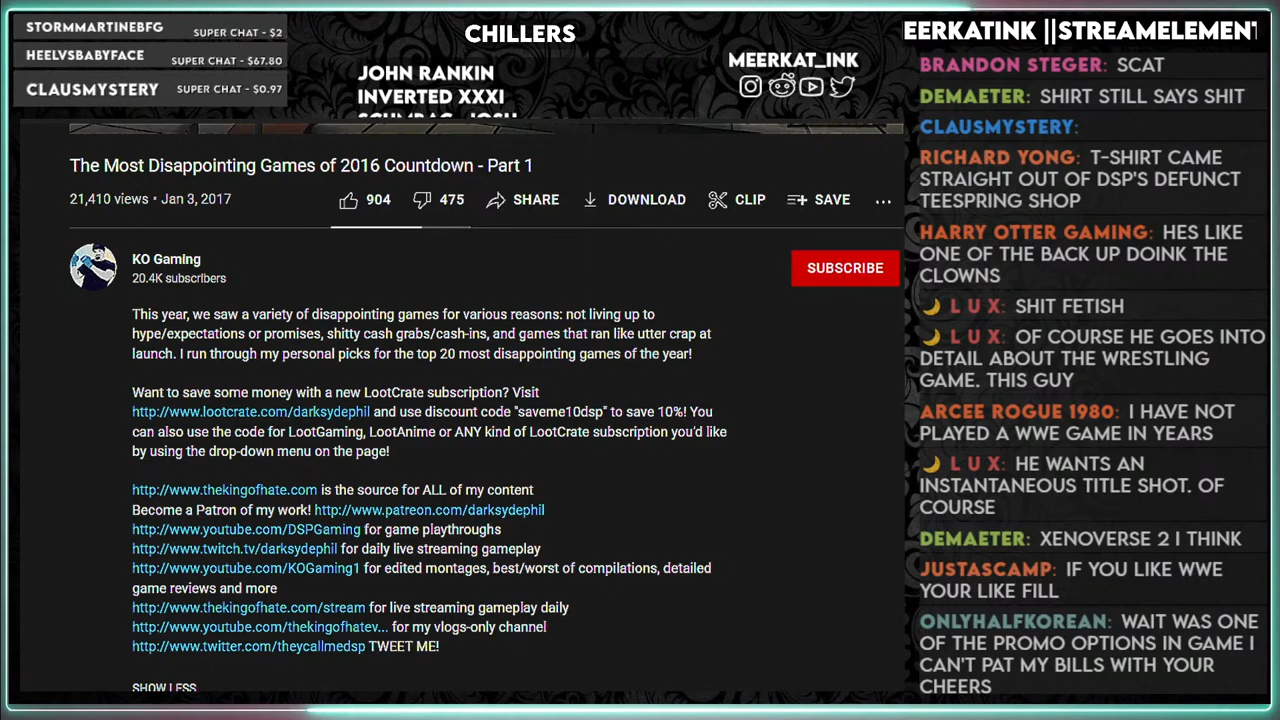 STORMMARTINEBFG SUPER CHAT - $2
HEELVSBABYFACE SUPER CHAT - $67.80
CLAUSMYSTERY SUPER CHAT - $0.97
CHILLERS
JOHN RANKIN
INVERTED XXXI
SCUMBAG JOSH
MEERKAT_INK
The Most Disappointing Games of 2016 Countdown - Part 1
21,410 views • Jan 3, 2017
904 475 SHARE DOWNLOAD CLIP SAVE ...
KO Gaming
20.4K subscribers
SUBSCRIBE
This year, we saw a variety of disappointing games for various reasons: not living up to
hype/expectations or promises, shitty cash grabs/cash-ins, and games that ran like utter crap at
launch. I run through my personal picks for the top 20 most disappointing games of the year!
Want to save some money with a new LootCrate subscription? Visit
http://www.lootcrate.com/darksydephil and use discount code "saveme10dsp" to save 10%! You
can also use the code for LootGaming, LootAnime or ANY kind of LootCrate subscription you'd like
by using the drop-down menu on the page!
http://www.thekingofhate.com is the source for ALL of my content
Become a Patron of my work! http://www.patreon.com/darksydephil
http://www.youtube.com/DSPGaming for game playthroughs
http://www.twitch.tv/darksydephil for daily live streaming gameplay
http://www.youtube.com/KOGaming1 for edited montages, best/worst of compilations, detailed
game reviews and more
http://www.thekingofhate.com/stream for live streaming gameplay daily
http://www.youtube.com/thekingofhatev... for my vlogs-only channel!
http://www.twitter.com/theycallmedsp TWEET ME!
SHOW LESS
EERKATINK ||STREAMELEMENT
BRANDON STEGER: SCAT
DEMAETER: SHIRT STILL SAYS SHIT
CLAUSMYSTERY:
RICHARD YONG: T-SHIRT CAME
STRAIGHT OUT OF DSP'S DEFUNCT
TEESPRING SHOP
HARRY OTTER GAMING: HES LIKE
ONE OF THE BACK UP DOINK THE
CLOWNS
L U X: SHIT FETISH
L U X: OF COURSE HE GOES INTO
DETAIL ABOUT THE WRESTLING
GAME. THIS GUY
ARCEE ROGUE 1980: I HAVE NOT
PLAYED A WWE GAME IN YEARS
L U X: HE WANTS AN
INSTANTANEOUS TITLE SHOT. OF
COURSE
DEMAETER: XENOVERSE 2 I THINK
JUSTASCAMP: IF YOU LIKE WWE
YOUR LIKE FILL
ONLYHALFKOREAN: WAIT WAS ONE
OF THE PROMO OPTIONS IN GAME I
CAN'T PAT MY BILLS WITH YOUR
CHEERS